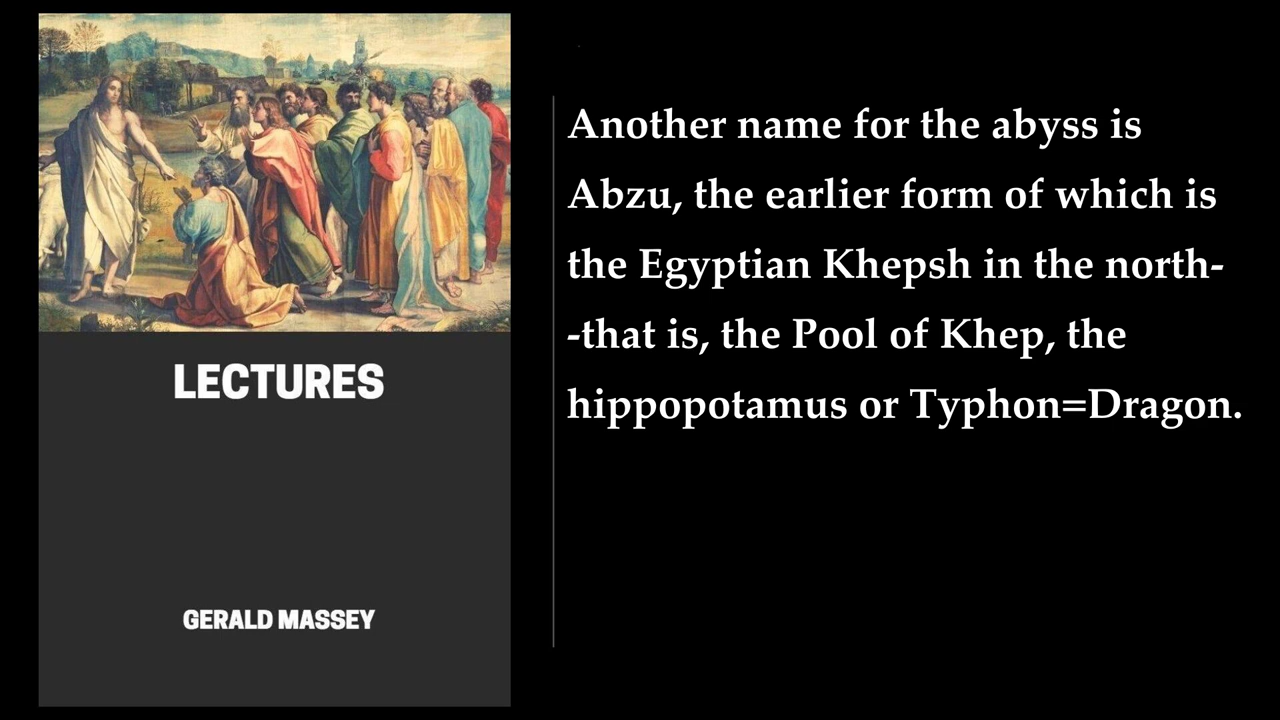 LECTURES
GERALD MASSEY
Another name for the abyss is
Abzu, the earlier form of which is
the Egyptian Khepsh in the north-
-that is, the Pool of Khep, the
hippopotamus or Typhon=Dragon.